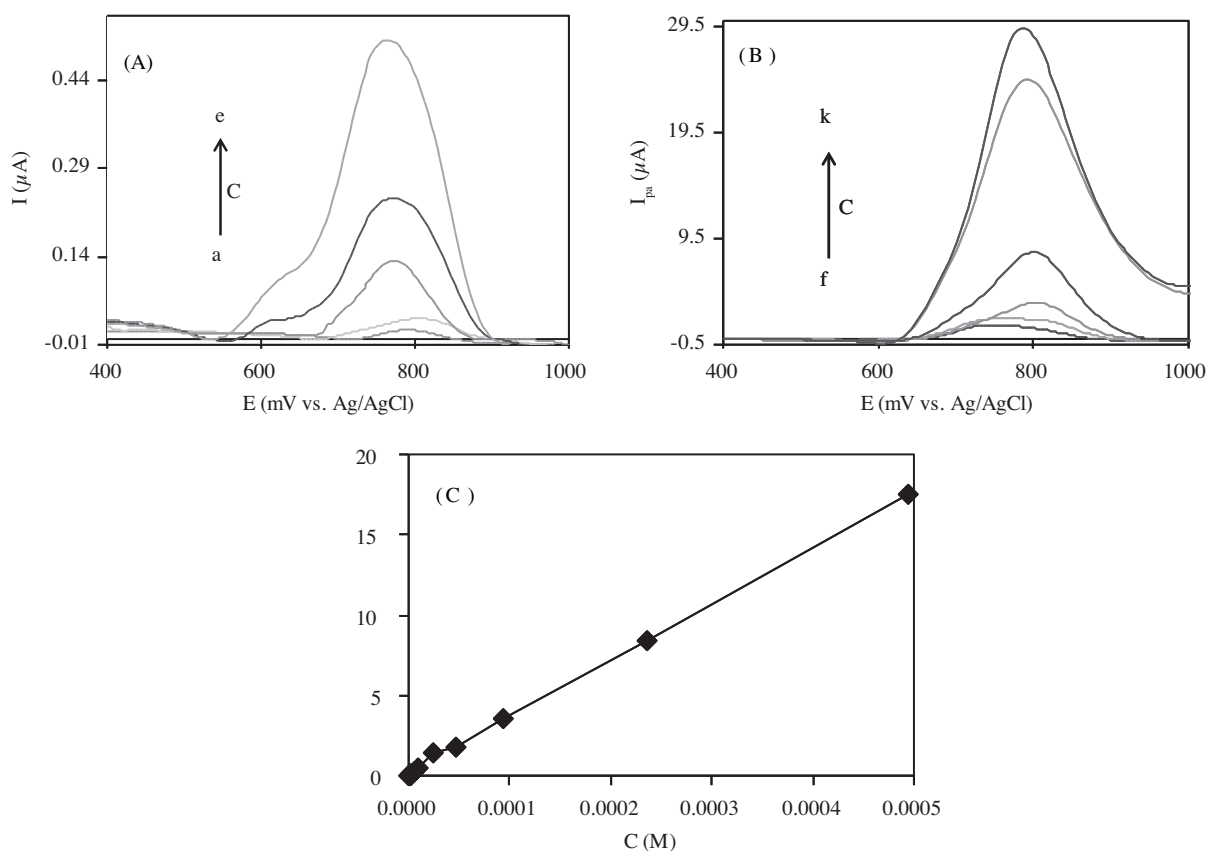 (A)
0.44
0.29
0.14
-0.01
I (µA)
e
C
a
400
600
800
1000
E (mV vs. Ag/AgCl)
(B )
29.5
19.5
9.5
-0.5
I_pa (µA)
k
C
f
400
600
800
1000
E (mV vs. Ag/AgCl)
(C )
20
15
10
5
0
0.0000
0.0001
0.0002
0.0003
0.0004
0.0005
C (M)